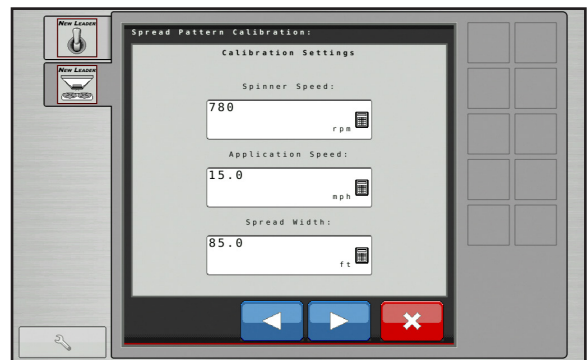 New Leader
New Leader
Spread Pattern Calibration:
Calibration Settings
Spinner Speed:
780
rpm
Application Speed:
15.0
mph
Spread Width:
85.0
ft